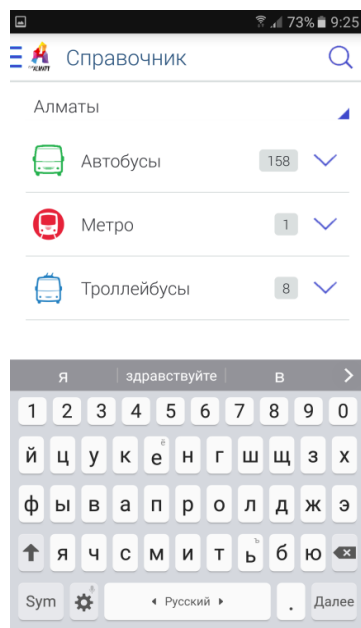 73% 9:25
Справочник
Алматы
Автобусы 158
Метро 1
Троллейбусы 8
я здравствуйте в
1 2 3 4 5 6 7 8 9 0
й ц у к е ё н г ш щ з х
ф ы в а п р о л д ж э
я ч с м и т ь ъ б ю
Sym Русский . Далее